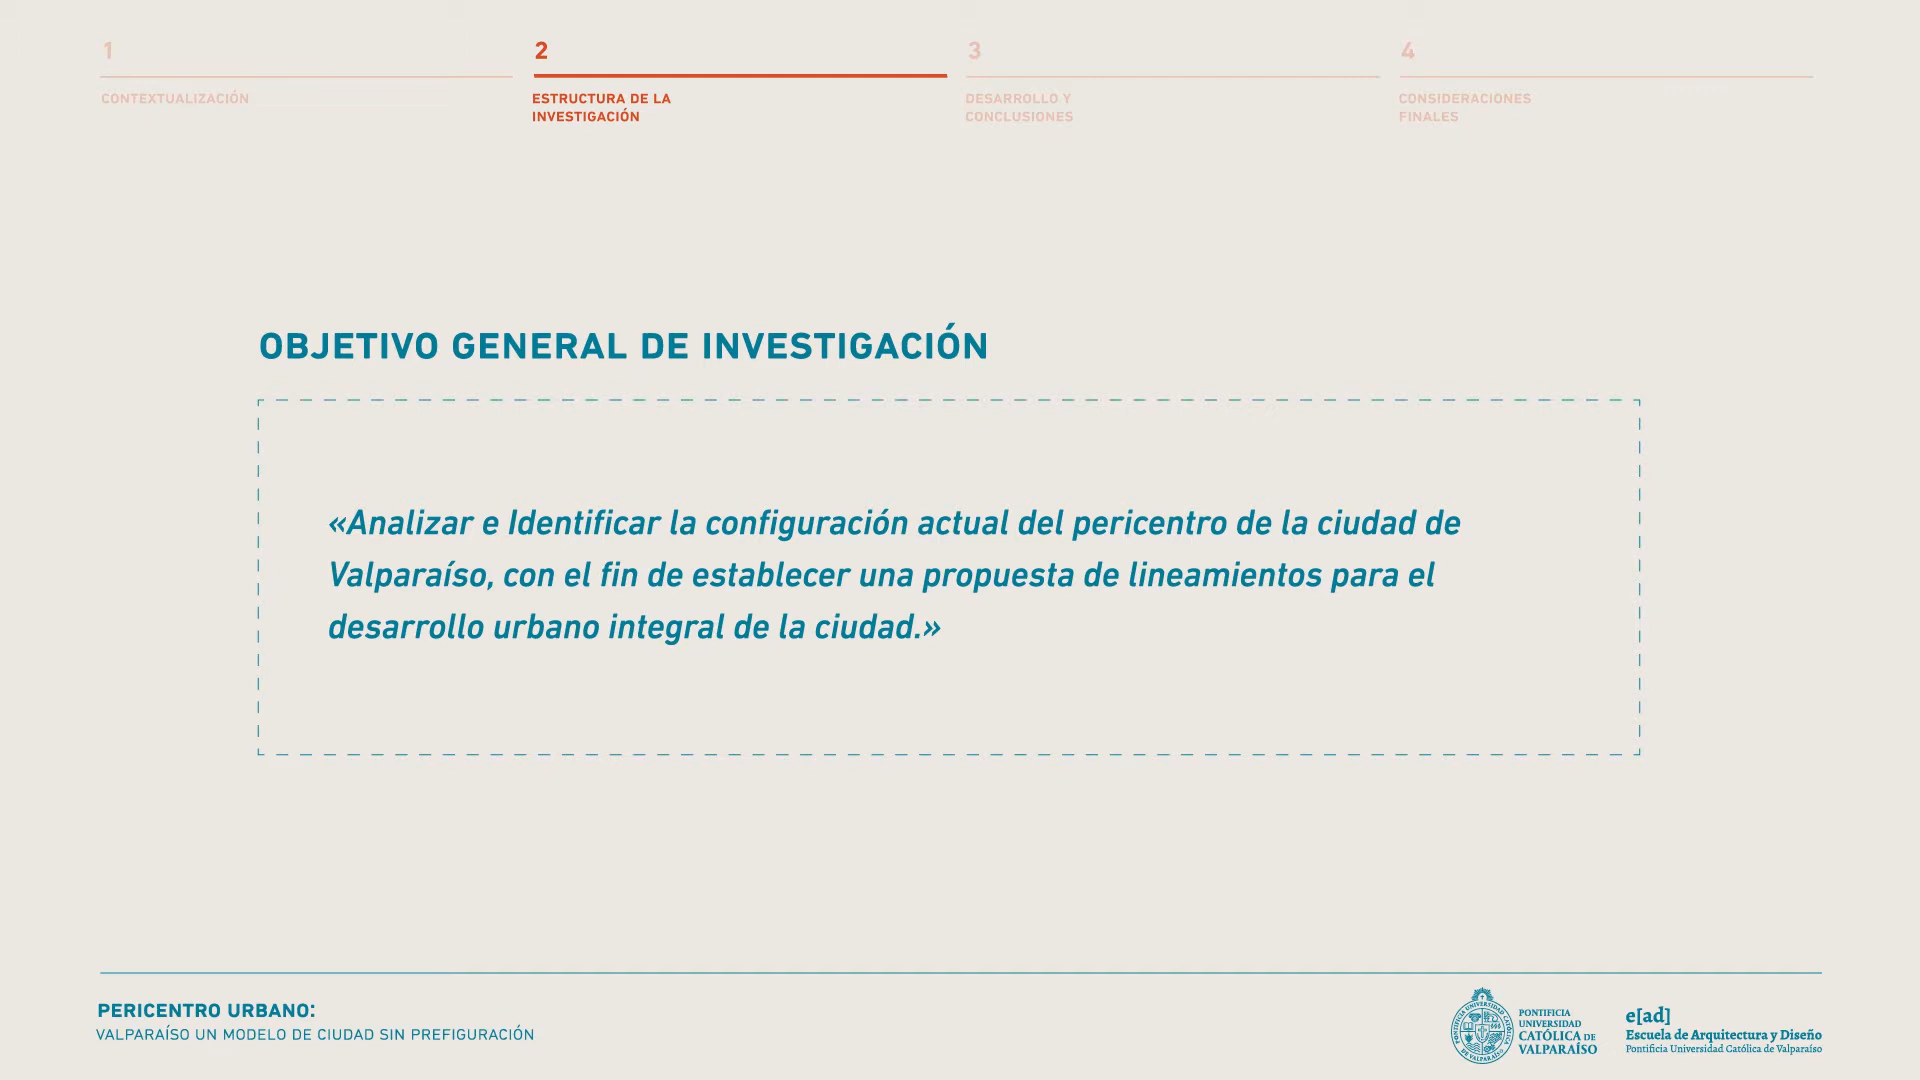 1
2
3
4
CONTEXTUALIZACIÓN
ESTRUCTURA DE LA
INVESTIGACIÓN
DESARROLLO Y
CONCLUSIONES
CONSIDERACIONES
FINALES
OBJETIVO GENERAL DE INVESTIGACIÓN
«Analizar e Identificar la configuración actual del pericentro de la ciudad de
Valparaíso, con el fin de establecer una propuesta de lineamientos para el
desarrollo urbano integral de la ciudad.»
PERICENTRO URBANO:
VALPARAÍSO UN MODELO DE CIUDAD SIN PREFIGURACIÓN
PONTIFICIA
UNIVERSIDAD
CATÓLICA DE
VALPARAÍSO
e[ad]
Escuela de Arquitectura y Diseño
Pontificia Universidad Católica de Valparaíso